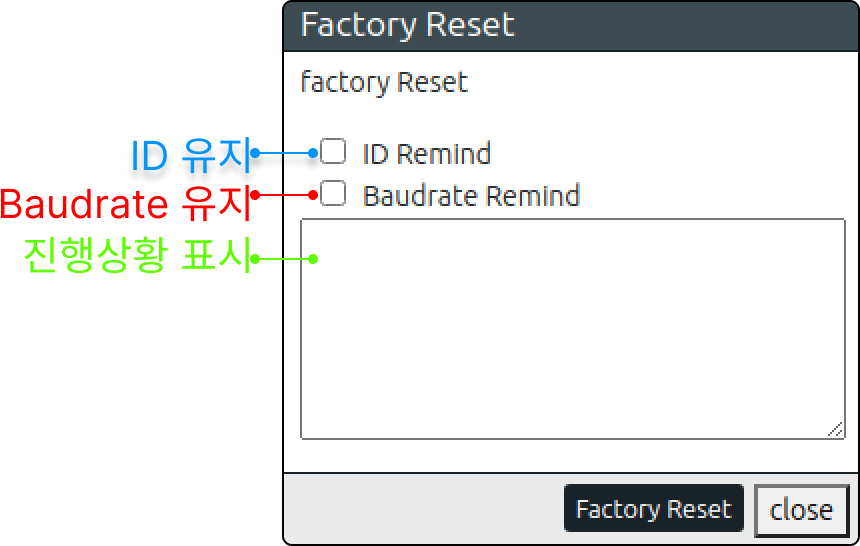 Factory Reset
factory Reset
ID 유지
ID Remind
Baudrate 유지
Baudrate Remind
진행상황 표시
Factory Reset
close